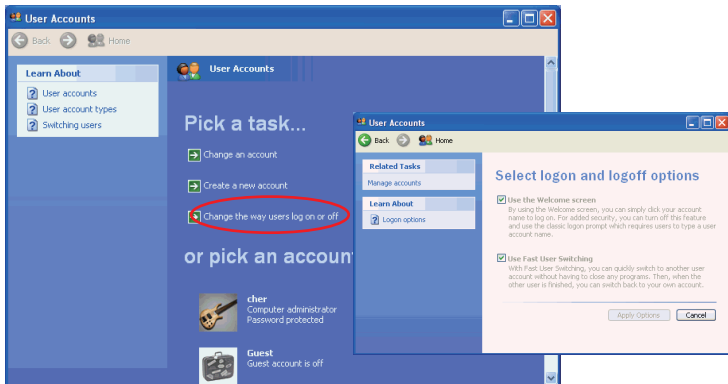 User Accounts
Back
Home
Learn About
User accounts
User account types
Switching users
User Accounts
Pick a task...
Change an account
Create a new account
Change the way users log on or off
or pick an accoun
cher
Computer administrator
Password protected
Guest
Guest account is off
User Accounts
Back
Home
Related Tasks
Manage accounts
Learn About
Logon options
Select logon and logoff options
Use the Welcome screen
By using the Welcome screen, you can simply click your account
name to log on. For added security, you can turn off this feature
and use the classic logon prompt which requires users to type a user
account name.
Use Fast User Switching
With Fast User Switching, you can quickly switch to another user
account without having to close any programs. Then, when the
other user is finished, you can switch back to your own account.
Apply Options
Cancel